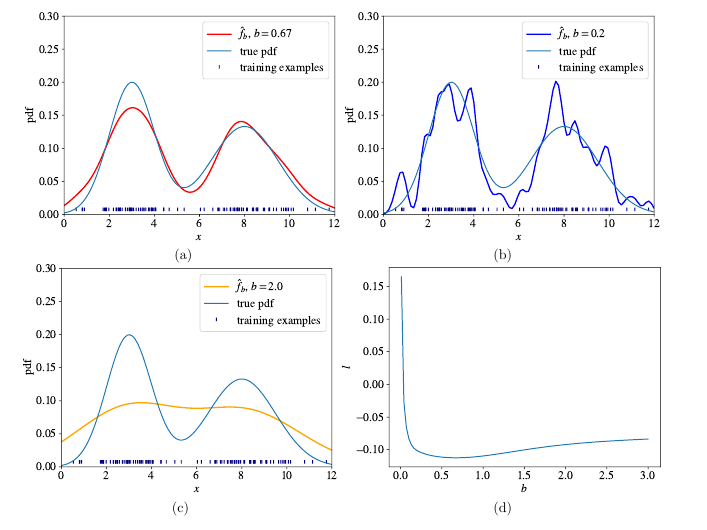 0.30
0.25
0.20
0.15
0.10
0.05
0.00
pdf
0 2 4 6 8 10 12
x
f̂_b, b = 0.67
true pdf
training examples
(a)
0.30
0.25
0.20
0.15
0.10
0.05
0.00
pdf
0 2 4 6 8 10 12
x
f̂_b, b = 0.2
true pdf
training examples
(b)
0.30
0.25
0.20
0.15
0.10
0.05
0.00
pdf
0 2 4 6 8 10 12
x
f̂_b, b = 2.0
true pdf
training examples
(c)
0.15
0.10
0.05
0.00
−0.05
−0.10
l
0.0 0.5 1.0 1.5 2.0 2.5 3.0
b
(d)